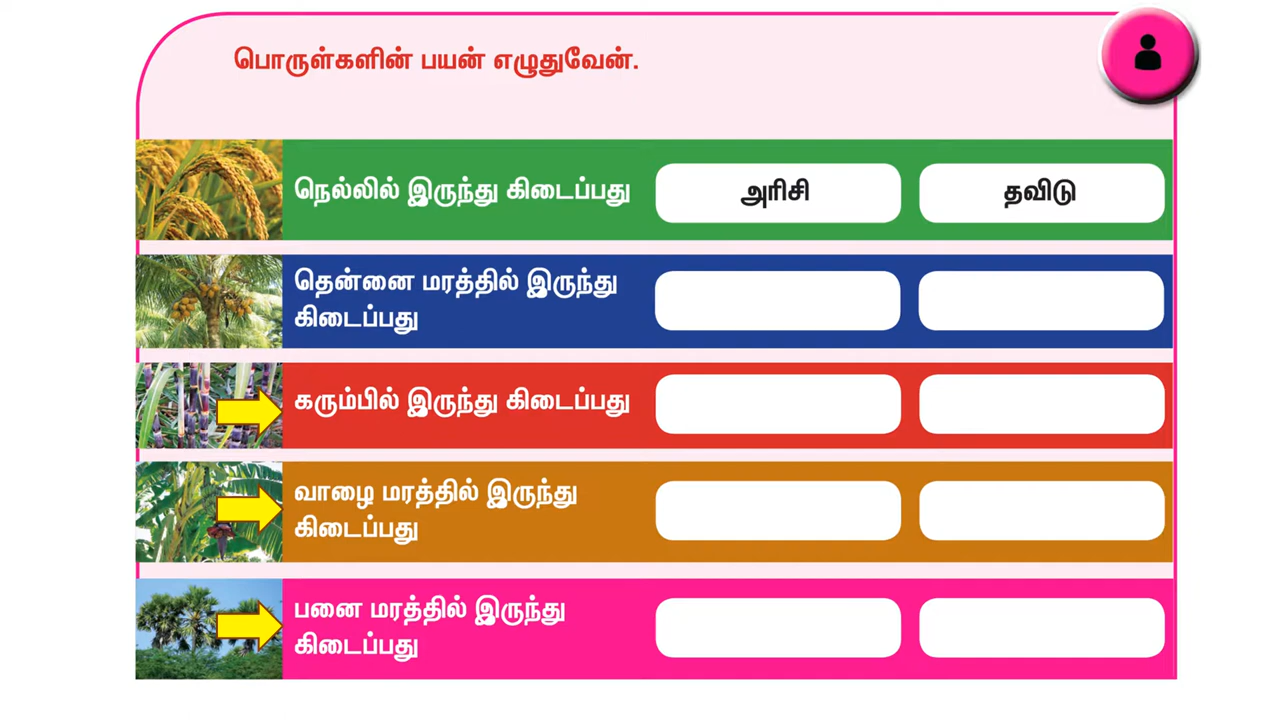 பொருள்களின் பயன் எழுதுவேன்.
நெல்லில் இருந்து கிடைப்பது
அரிசி
தவிடு
தென்னை மரத்தில் இருந்து
கிடைப்பது
கரும்பில் இருந்து கிடைப்பது
வாழை மரத்தில் இருந்து
கிடைப்பது
பனை மரத்தில் இருந்து
கிடைப்பது